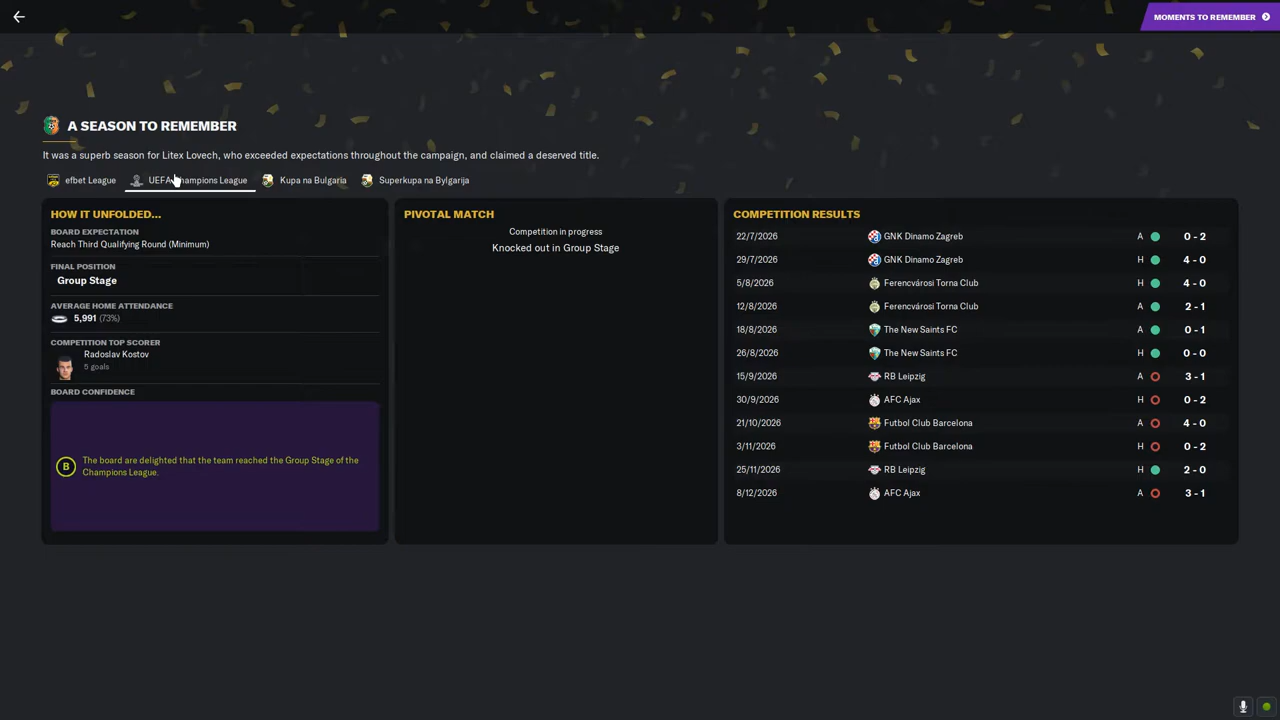 MOMENTS TO REMEMBER
A SEASON TO REMEMBER
It was a superb season for Litex Lovech, who exceeded expectations throughout the campaign, and claimed a deserved title.
efbet League UEFA Champions League Kupa na Bulgaria Superkupa na Bylgarija
HOW IT UNFOLDED...
BOARD EXPECTATION
Reach Third Qualifying Round (Minimum)
FINAL POSITION
Group Stage
AVERAGE HOME ATTENDANCE
5,991 (73%)
COMPETITION TOP SCORER
Radoslav Kostov
5 goals
BOARD CONFIDENCE
B
The board are delighted that the team reached the Group Stage of the
Champions League.
PIVOTAL MATCH
Competition in progress
Knocked out in Group Stage
COMPETITION RESULTS
22/7/2026 GNK Dinamo Zagreb A 0 - 2
29/7/2026 GNK Dinamo Zagreb H 4 - 0
5/8/2026 Ferencvárosi Torna Club H 4 - 0
12/8/2026 Ferencvárosi Torna Club A 2 - 1
18/8/2026 The New Saints FC A 0 - 1
26/8/2026 The New Saints FC H 0 - 0
15/9/2026 RB Leipzig A 3 - 1
30/9/2026 AFC Ajax H 0 - 2
21/10/2026 Futbol Club Barcelona A 4 - 0
3/11/2026 Futbol Club Barcelona H 0 - 2
25/11/2026 RB Leipzig H 2 - 0
8/12/2026 AFC Ajax A 3 - 1